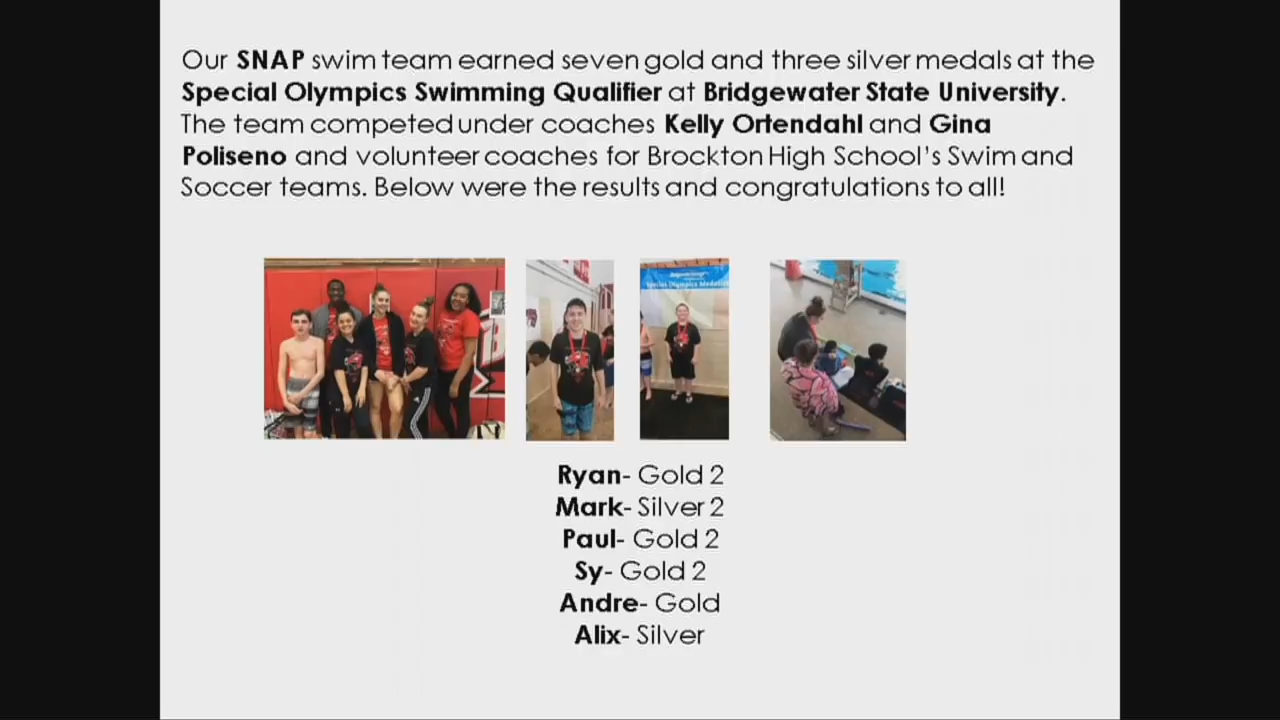 Our SNAP swim team earned seven gold and three silver medals at the
Special Olympics Swimming Qualifier at Bridgewater State University.
The team competed under coaches Kelly Ortendahl and Gina
Poliseno and volunteer coaches for Brockton High School's Swim and
Soccer teams. Below were the results and congratulations to all!
Special Olympics Medalist
Ryan- Gold 2
Mark- Silver 2
Paul- Gold 2
Sy- Gold 2
Andre- Gold
Alix- Silver